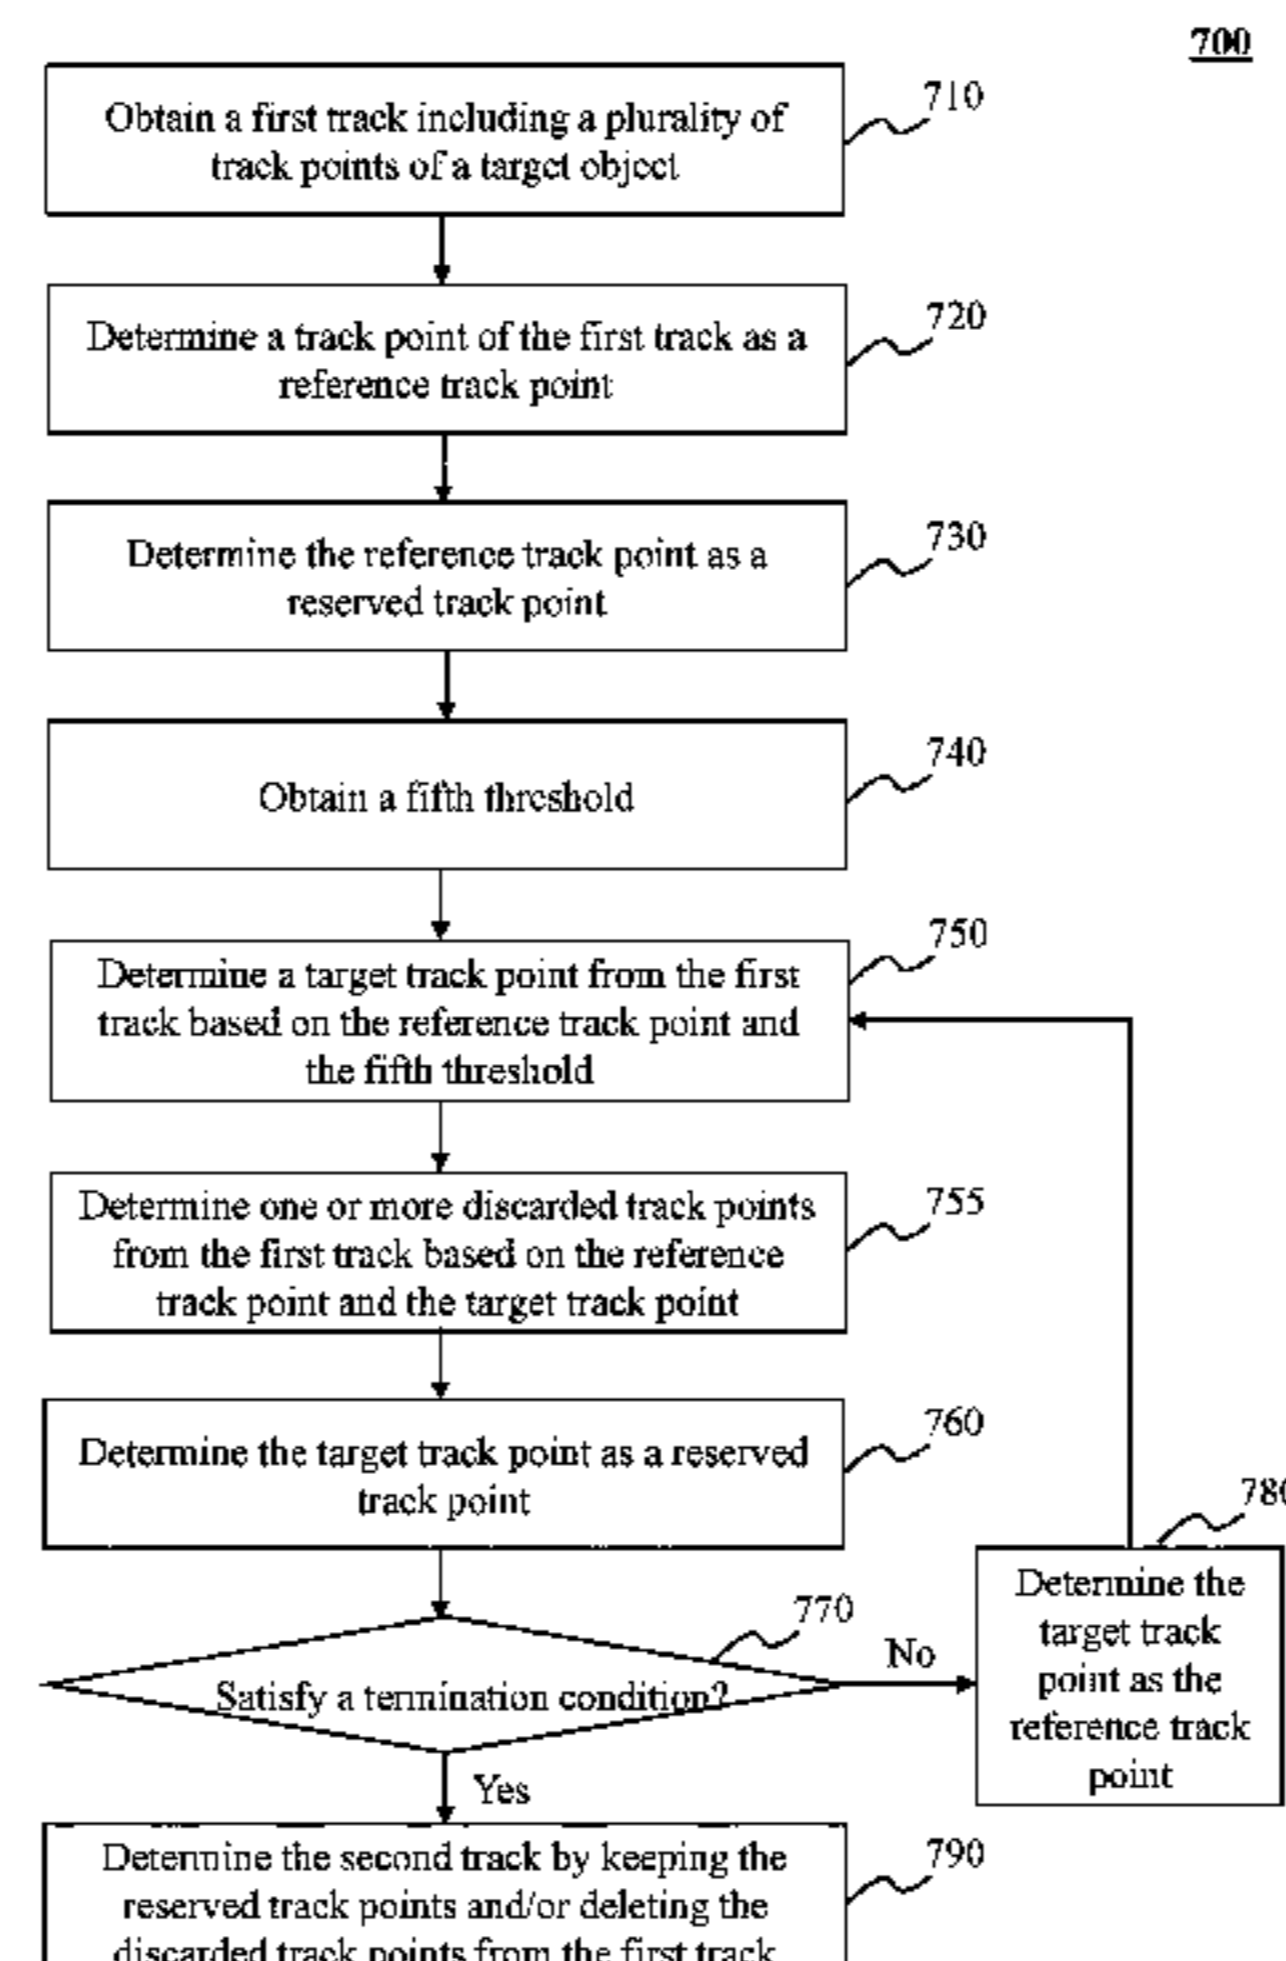 700
710
Obtain a first track including a plurality of
track points of a target object
720
Determine a track point of the first track as a
reference track point
730
Determine the reference track point as a
reserved track point
740
Obtain a fifth threshold
750
Determine a target track point from the first
track based on the reference track point and
the fifth threshold
755
Determine one or more discarded track points
from the first track based on the reference
track point and the target track point
760
Determine the target track point as a reserved
track point
770
Satisfy a termination condition?
No
780
Determine the
target track
point as the
reference track
point
Yes
790
Determine the second track by keeping the
reserved track points and/or deleting the
discarded track points from the first track